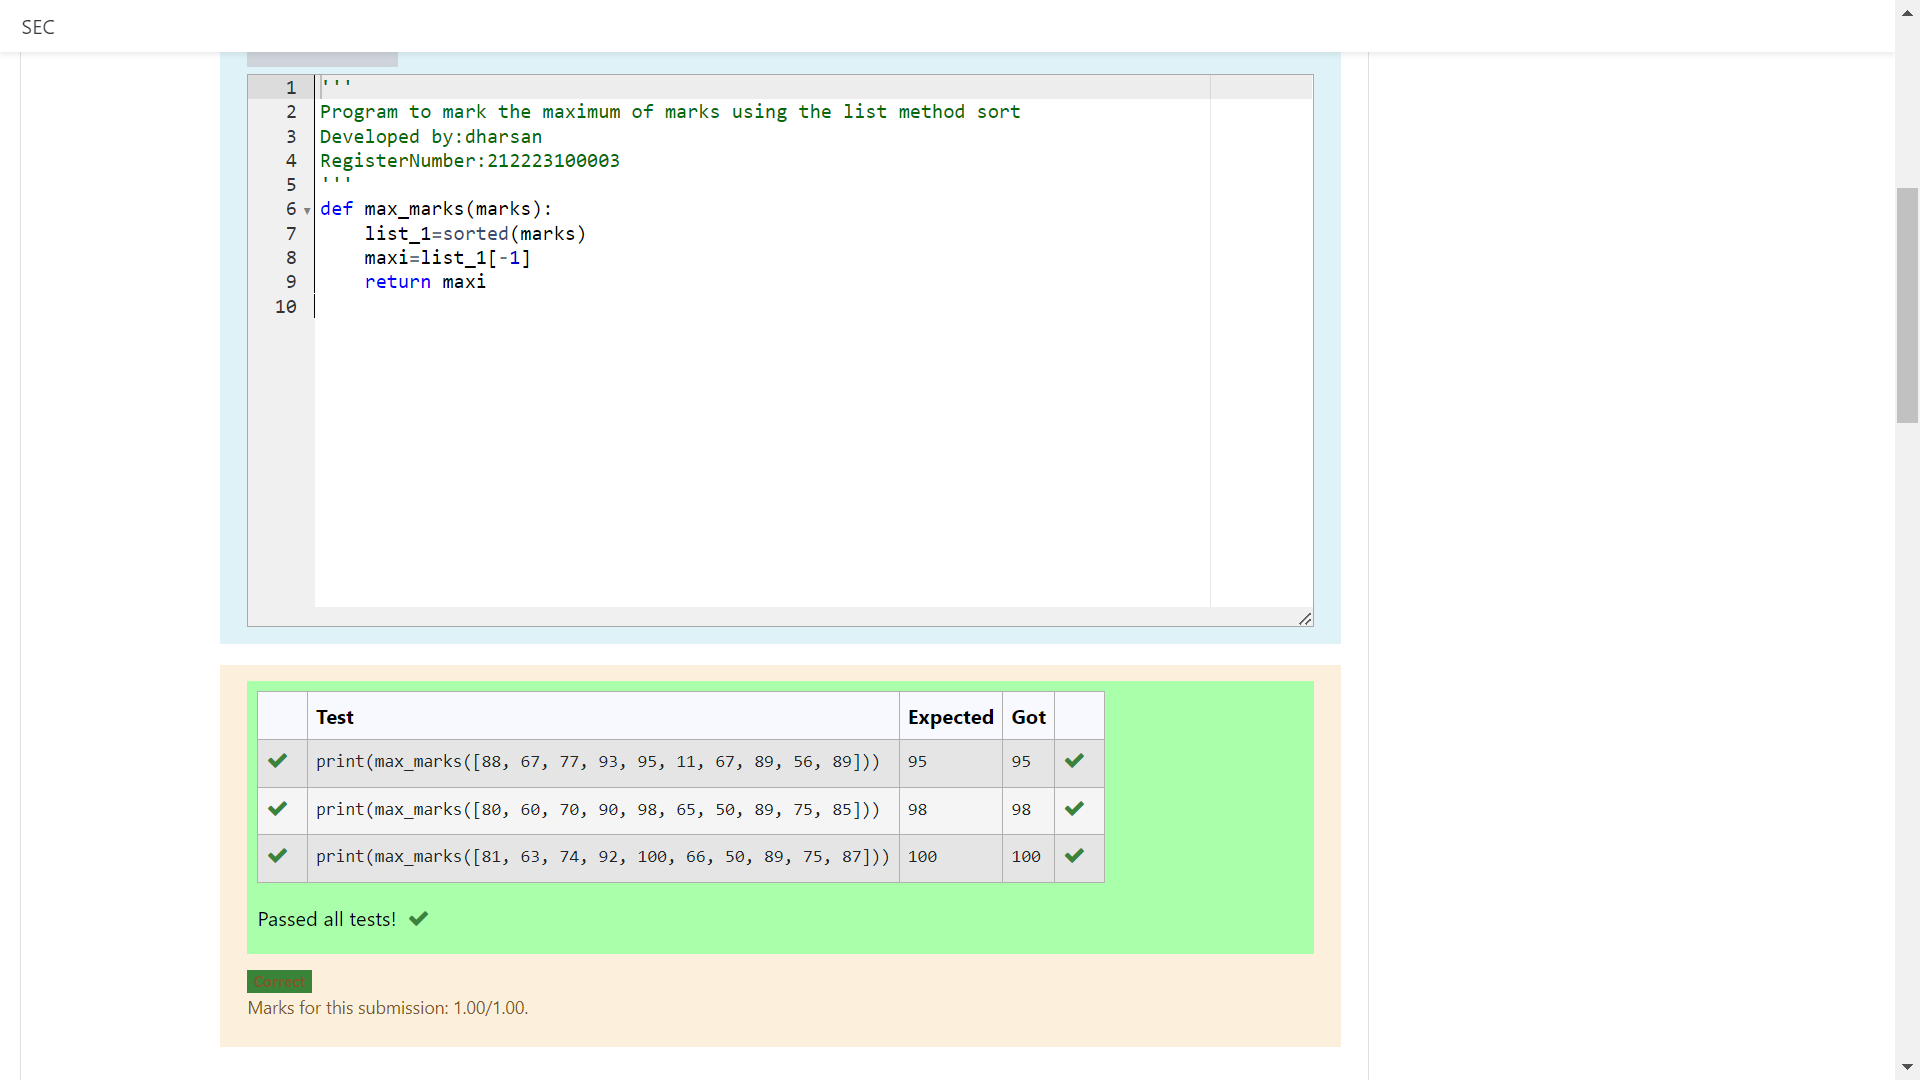 SEC
1 '''
2 Program to mark the maximum of marks using the list method sort
3 Developed by:dharsan
4 RegisterNumber:212223100003
5 '''
6 def max_marks(marks):
7     list_1=sorted(marks)
8     maxi=list_1[-1]
9     return maxi
10
Test Expected Got
print(max_marks([88, 67, 77, 93, 95, 11, 67, 89, 56, 89])) 95 95
print(max_marks([80, 60, 70, 90, 98, 65, 50, 89, 75, 85])) 98 98
print(max_marks([81, 63, 74, 92, 100, 66, 50, 89, 75, 87])) 100 100
Passed all tests!
Correct
Marks for this submission: 1.00/1.00.